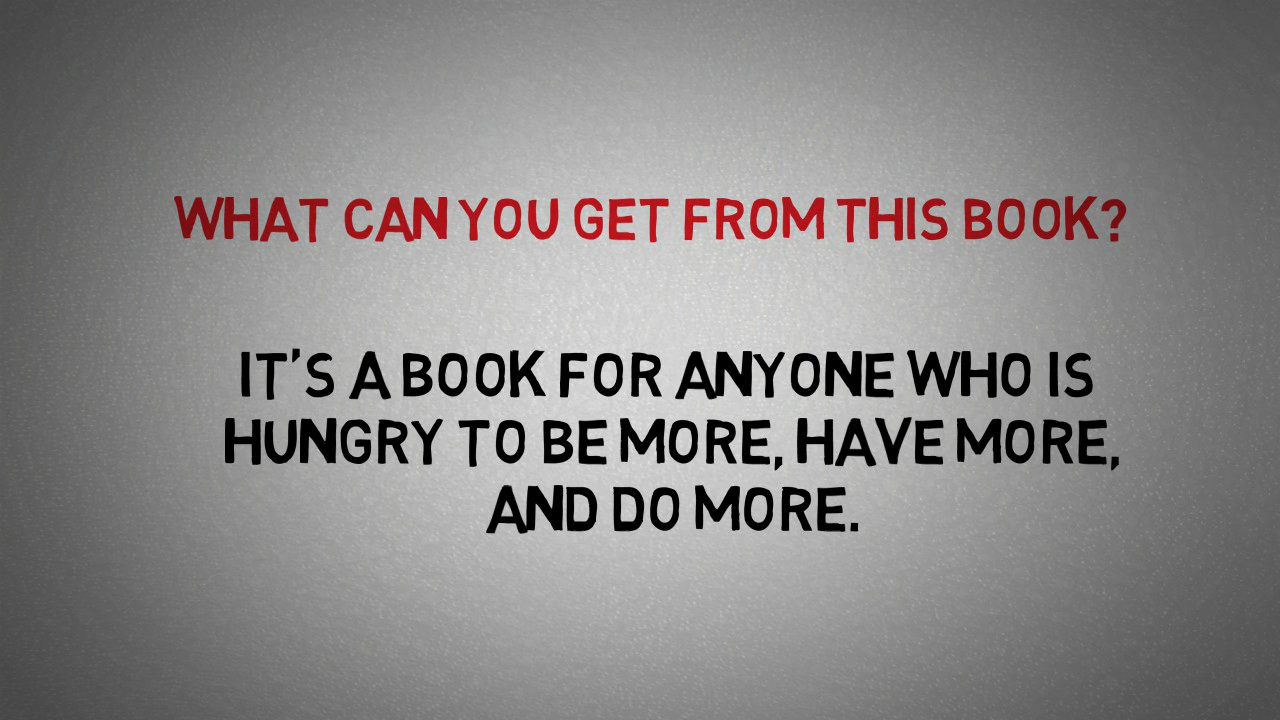 WHAT CAN YOU GET FROM THIS BOOK?
IT'S A BOOK FOR ANYONE WHO IS
HUNGRY TO BE MORE, HAVE MORE,
AND DO MORE.